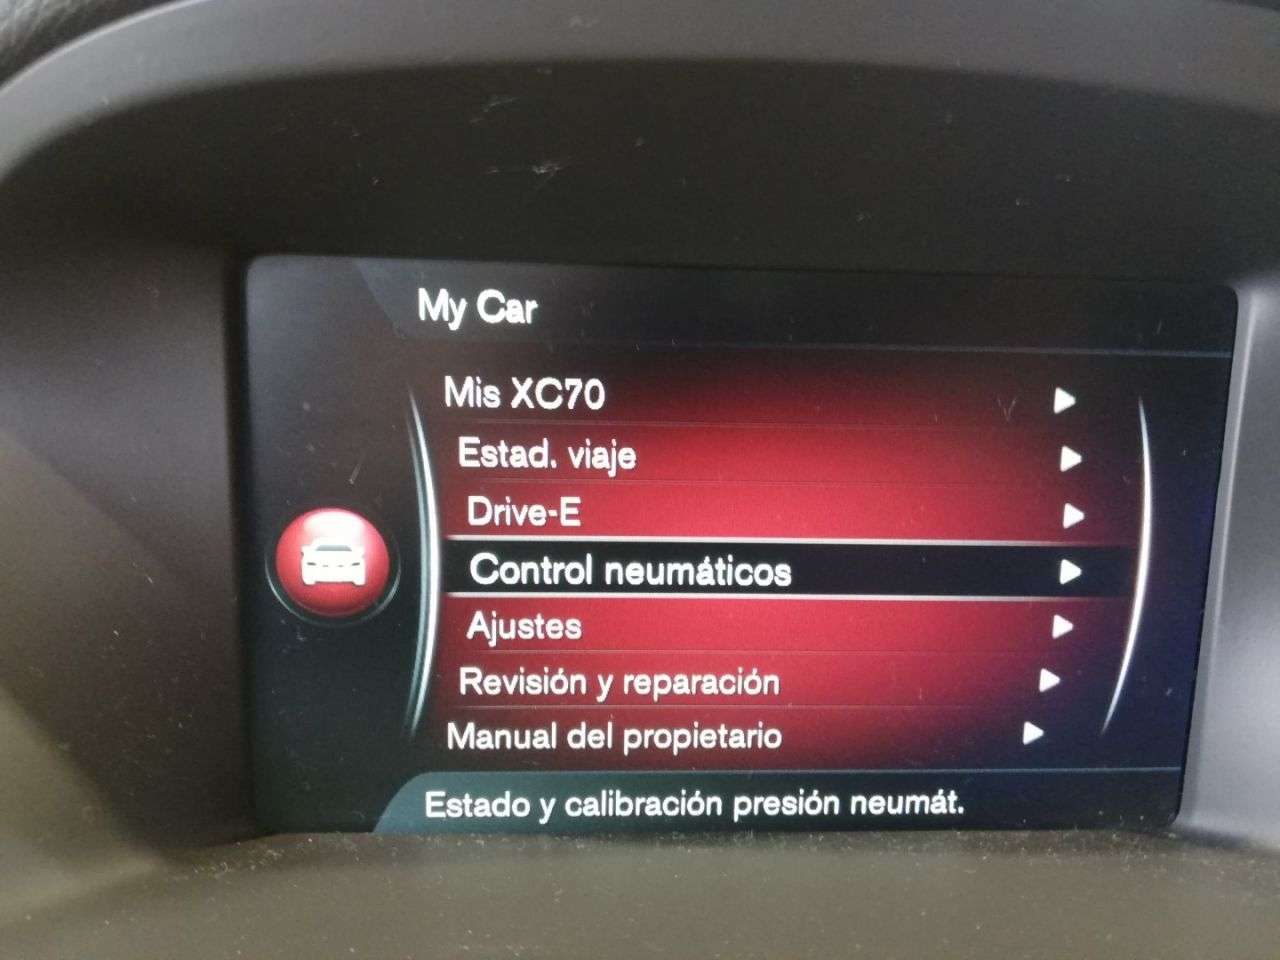 My Car
Mis XC70
Estad. viaje
Drive-E
Control neumáticos
Ajustes
Revisión y reparación
Manual del propietario
Estado y calibración presión neumát.